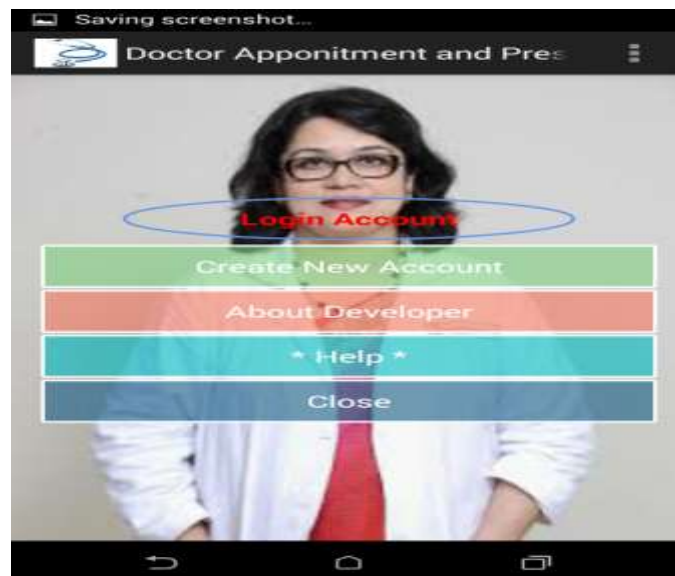 Saving screenshot...
Doctor Apponitment and Pres
Login Account
Create New Account
About Developer
* Help *
Close